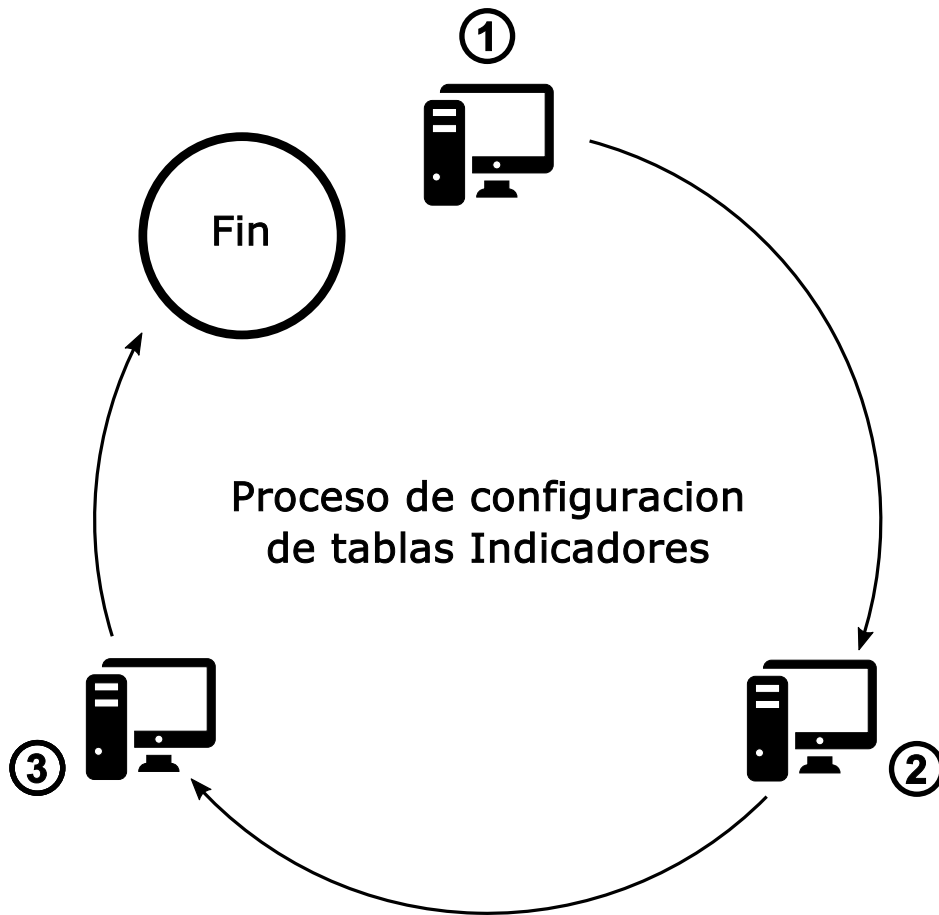 1
Fin
Proceso de configuracion
de tablas Indicadores
3
2